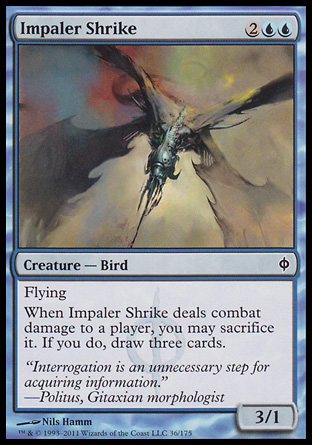 Impaler Shrike 2
Creature — Bird
Flying
When Impaler Shrike deals combat
damage to a player, you may sacrifice
it. If you do, draw three cards.
“Interrogation is an unnecessary step for
acquiring information.”
—Politus, Gitaxian morphologist
Nils Hamm
™ & © 1993–2011 Wizards of the Coast LLC 36/175
3/1